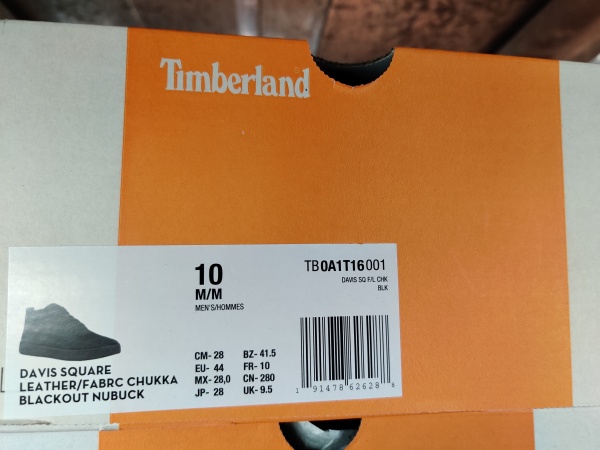 Timberland
10
M/M
MEN'S/HOMMES
TB0A1T16001
DAVIS SQ F/L CHK
BLK
CM- 28 BZ- 41.5
EU- 44 FR- 10
MX- 28,0 CN- 280
JP- 28 UK- 9.5
1 91478 62628 8
DAVIS SQUARE
LEATHER/FABRC CHUKKA
BLACKOUT NUBUCK